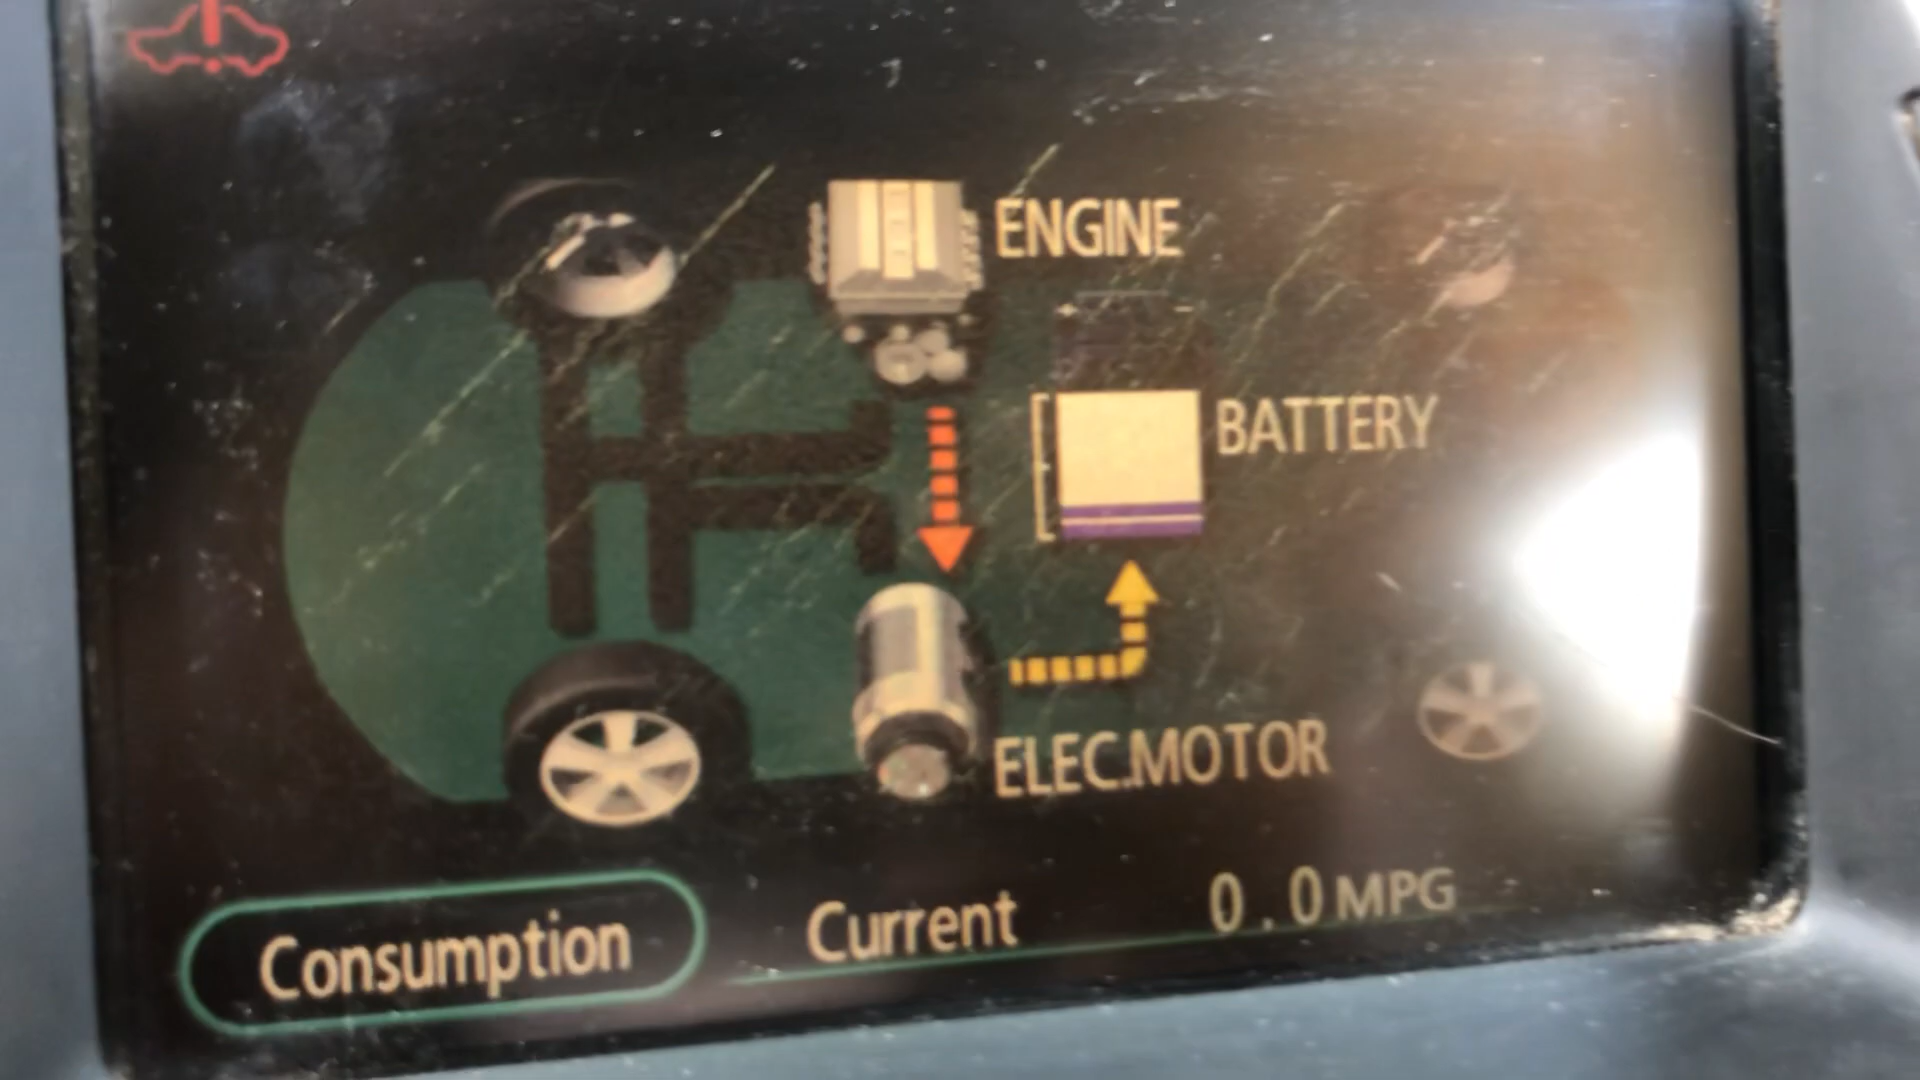 ENGINE
BATTERY
ELEC.MOTOR
Consumption
Current 0.0 MPG